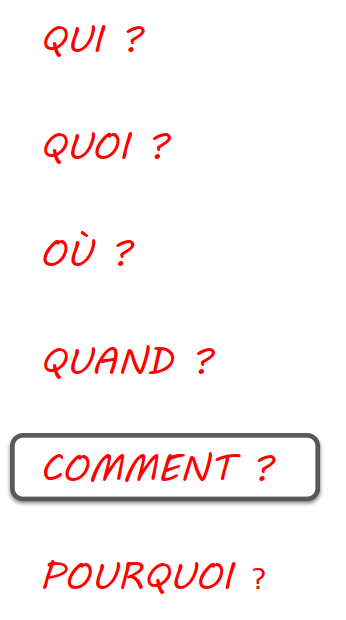 QUI ?
QUOI ?
OÙ ?
QUAND ?
COMMENT ?
POURQUOI ?